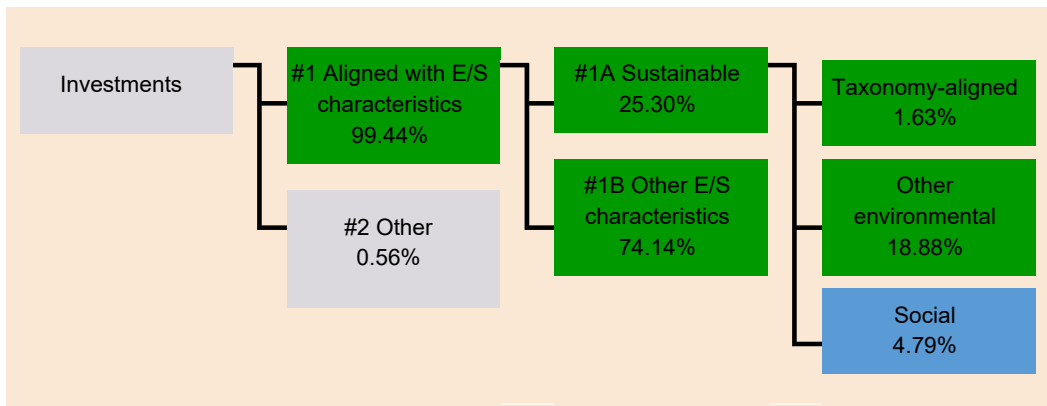 Investments
#1 Aligned with E/S
characteristics
99.44%
#2 Other
0.56%
#1A Sustainable
25.30%
#1B Other E/S
characteristics
74.14%
Taxonomy-aligned
1.63%
Other
environmental
18.88%
Social
4.79%